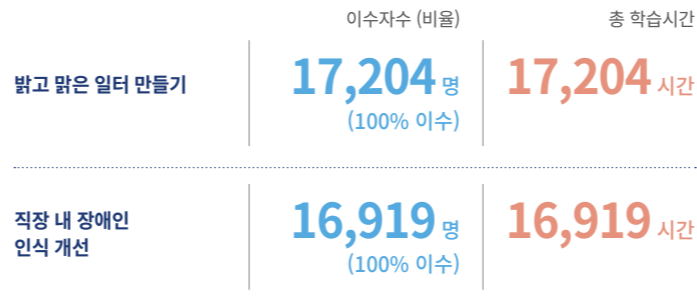 이수자수 (비율) 총 학습시간
밝고 맑은 일터 만들기 17,204 명 17,204 시간
(100% 이수)
직장 내 장애인
인식 개선
16,919 명 16,919 시간
(100% 이수)